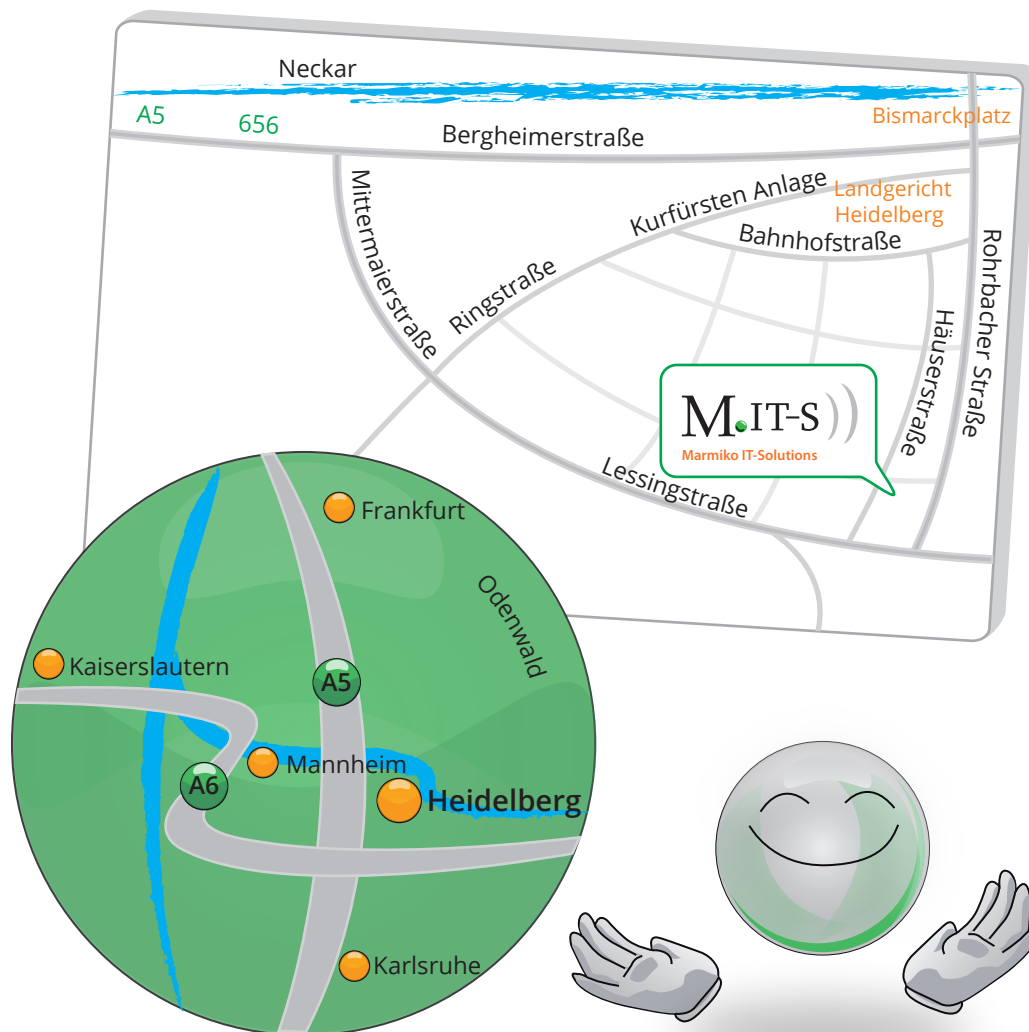 Neckar
A5
656
Bismarckplatz
Bergheimerstraße
Mittermaierstraße
Kurfürsten Anlage
Landgericht
Heidelberg
Bahnhofstraße
Rohrbacher Straße
Ringstraße
Häuserstraße
M.IT-S
Marmiko IT-Solutions
Lessingstraße
Frankfurt
Odenwald
Kaiserslautern
A5
Mannheim
A6
Heidelberg
Karlsruhe